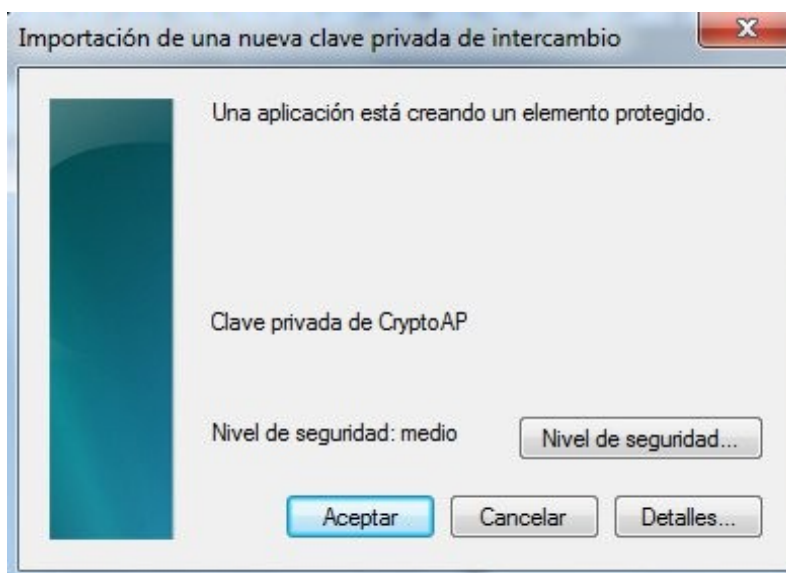 Importación de una nueva clave privada de intercambio
Una aplicación está creando un elemento protegido.
Clave privada de CryptoAP
Nivel de seguridad: medio
Nivel de seguridad...
Aceptar
Cancelar
Detalles...